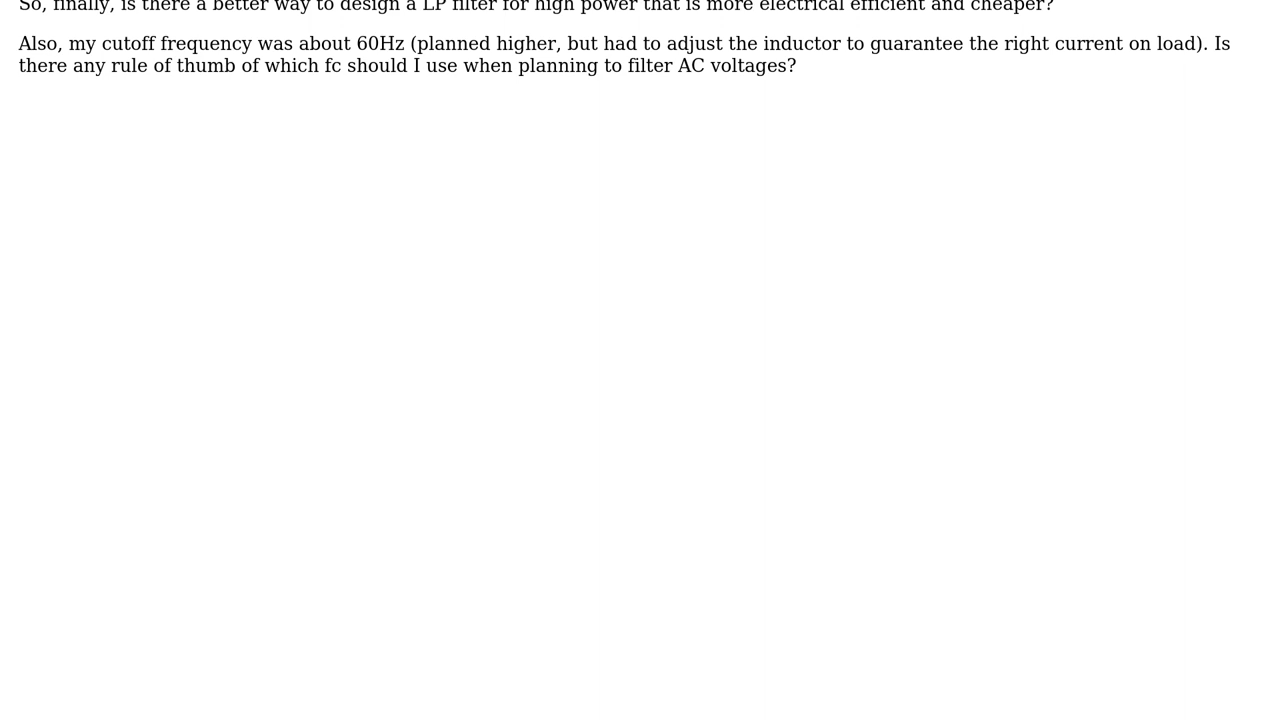 So, finally, is there a better way to design a LP filter for high power that is more electrical efficient and cheaper?
Also, my cutoff frequency was about 60Hz (planned higher, but had to adjust the inductor to guarantee the right current on load). Is
there any rule of thumb of which fc should I use when planning to filter AC voltages?